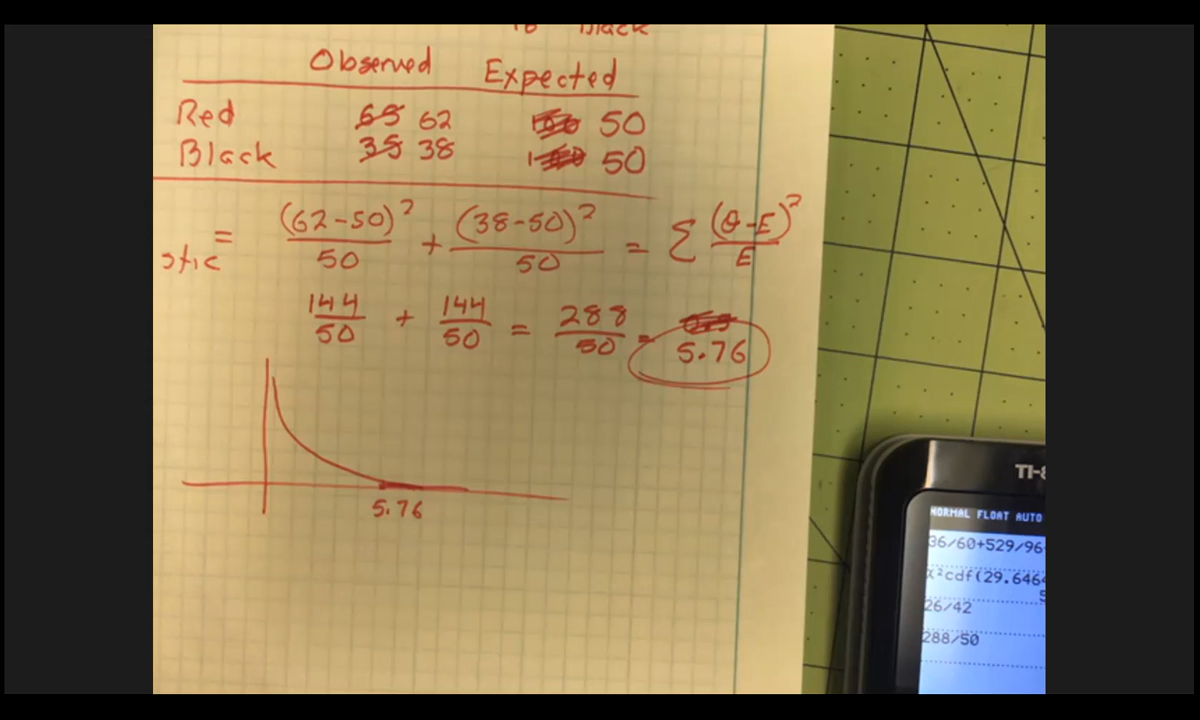 Observed Expected
Red 65 62 50
Black 35 38 50
= (62-50)²/50 + (38-50)²/50 = Σ (O-E)²/E
stic
144/50 + 144/50 = 288/50 = 5.76
5.76
TI-8
NORMAL FLOAT AUTO
36/60+529/96
χ²cdf(29.646
26/42
288/50